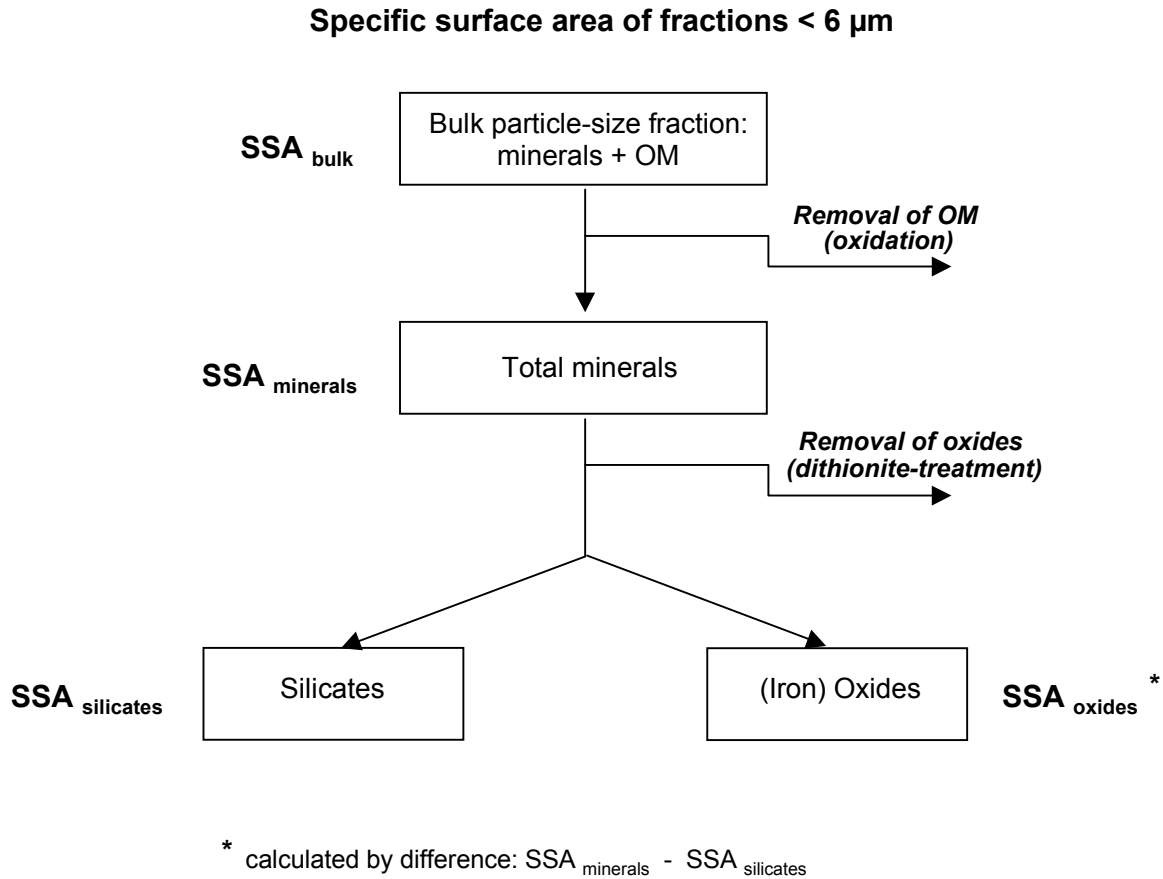 Specific surface area of fractions < 6 µm
Bulk particle-size fraction:
minerals + OM
SSA bulk
Removal of OM
(oxidation)
Total minerals
SSA minerals
Removal of oxides
(dithionite-treatment)
Silicates
(Iron) Oxides
SSA silicates
SSA oxides *
* calculated by difference: SSA minerals - SSA silicates